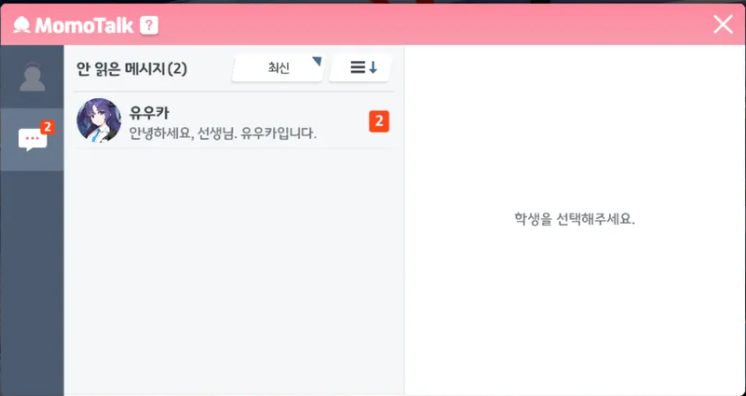 MomoTalk ?
2
안 읽은 메시지(2)
최신
유우카
안녕하세요, 선생님. 유우카입니다.
2
학생을 선택해주세요.